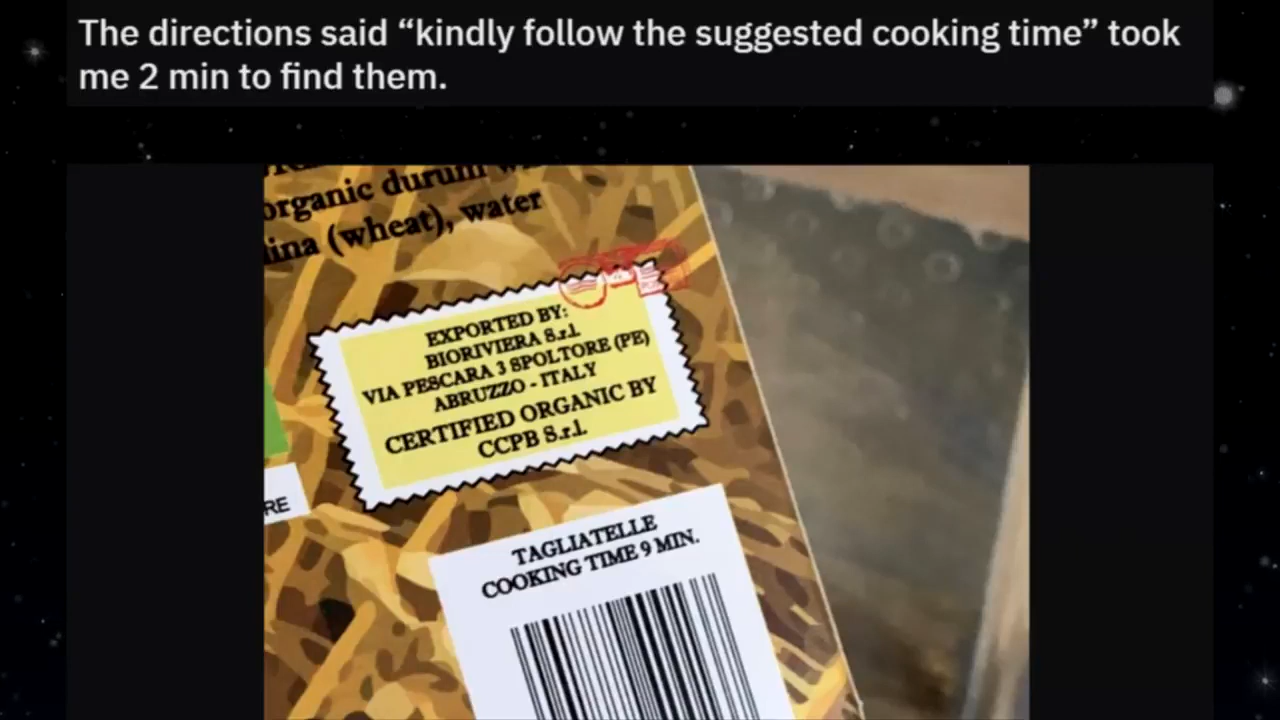 The directions said “kindly follow the suggested cooking time” took
me 2 min to find them.
organic durum
(wheat), water
EXPORTED BY:
BIORIVIERA S.r.l.
VIA PESCARA 3 SPOLTORE (PE)
ABRUZZO - ITALY
CERTIFIED ORGANIC BY
CCPB S.r.l.
RE
TAGLIATELLE
COOKING TIME 9 MIN.